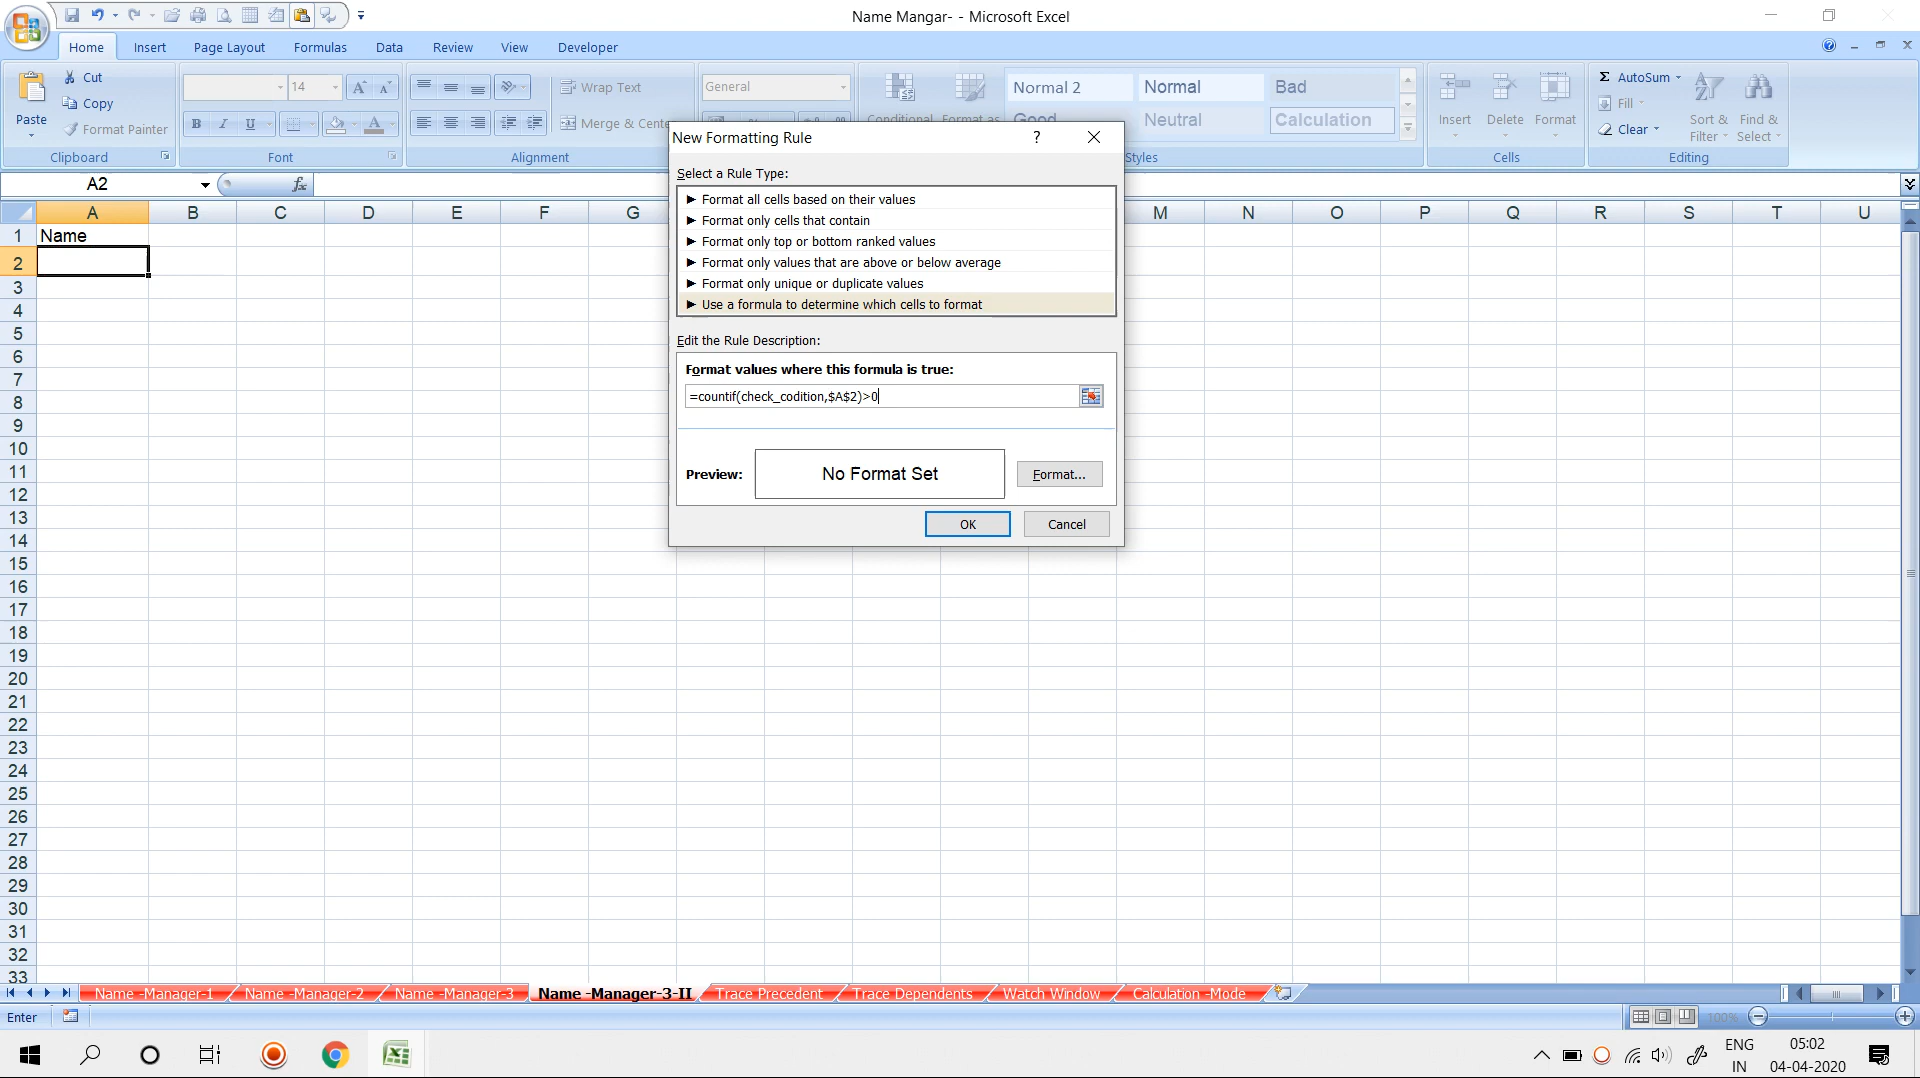 Name Mangar- - Microsoft Excel
Home Insert Page Layout Formulas Data Review View Developer
Cut
Copy
Format Painter
Paste
Clipboard
14
B I U A
Font
Wrap Text
Merge & Cente
Alignment
General
Conditional Format as
Normal 2 Normal Bad
Good Neutral Calculation
Styles
Insert Delete Format
Cells
Σ AutoSum
Fill
Clear
Sort & Filter
Find & Select
Editing
A2
fx
New Formatting Rule ?
Select a Rule Type:
► Format all cells based on their values
► Format only cells that contain
► Format only top or bottom ranked values
► Format only values that are above or below average
► Format only unique or duplicate values
► Use a formula to determine which cells to format
Edit the Rule Description:
Format values where this formula is true:
=countif(check_codition,$A$2)>0
Preview: No Format Set Format...
OK Cancel
A B C D E F G M N O P Q R S T U
1 Name
2
3
4
5
6
7
8
9
10
11
12
13
14
15
16
17
18
19
20
21
22
23
24
25
26
27
28
29
30
31
32
33
Name -Manager-1 Name -Manager-2 Name -Manager-3 Name -Manager-3-II Trace Precedent Trace Dependents Watch Window Calculation -Mode
Enter 100%
ENG 05:02
IN 04-04-2020